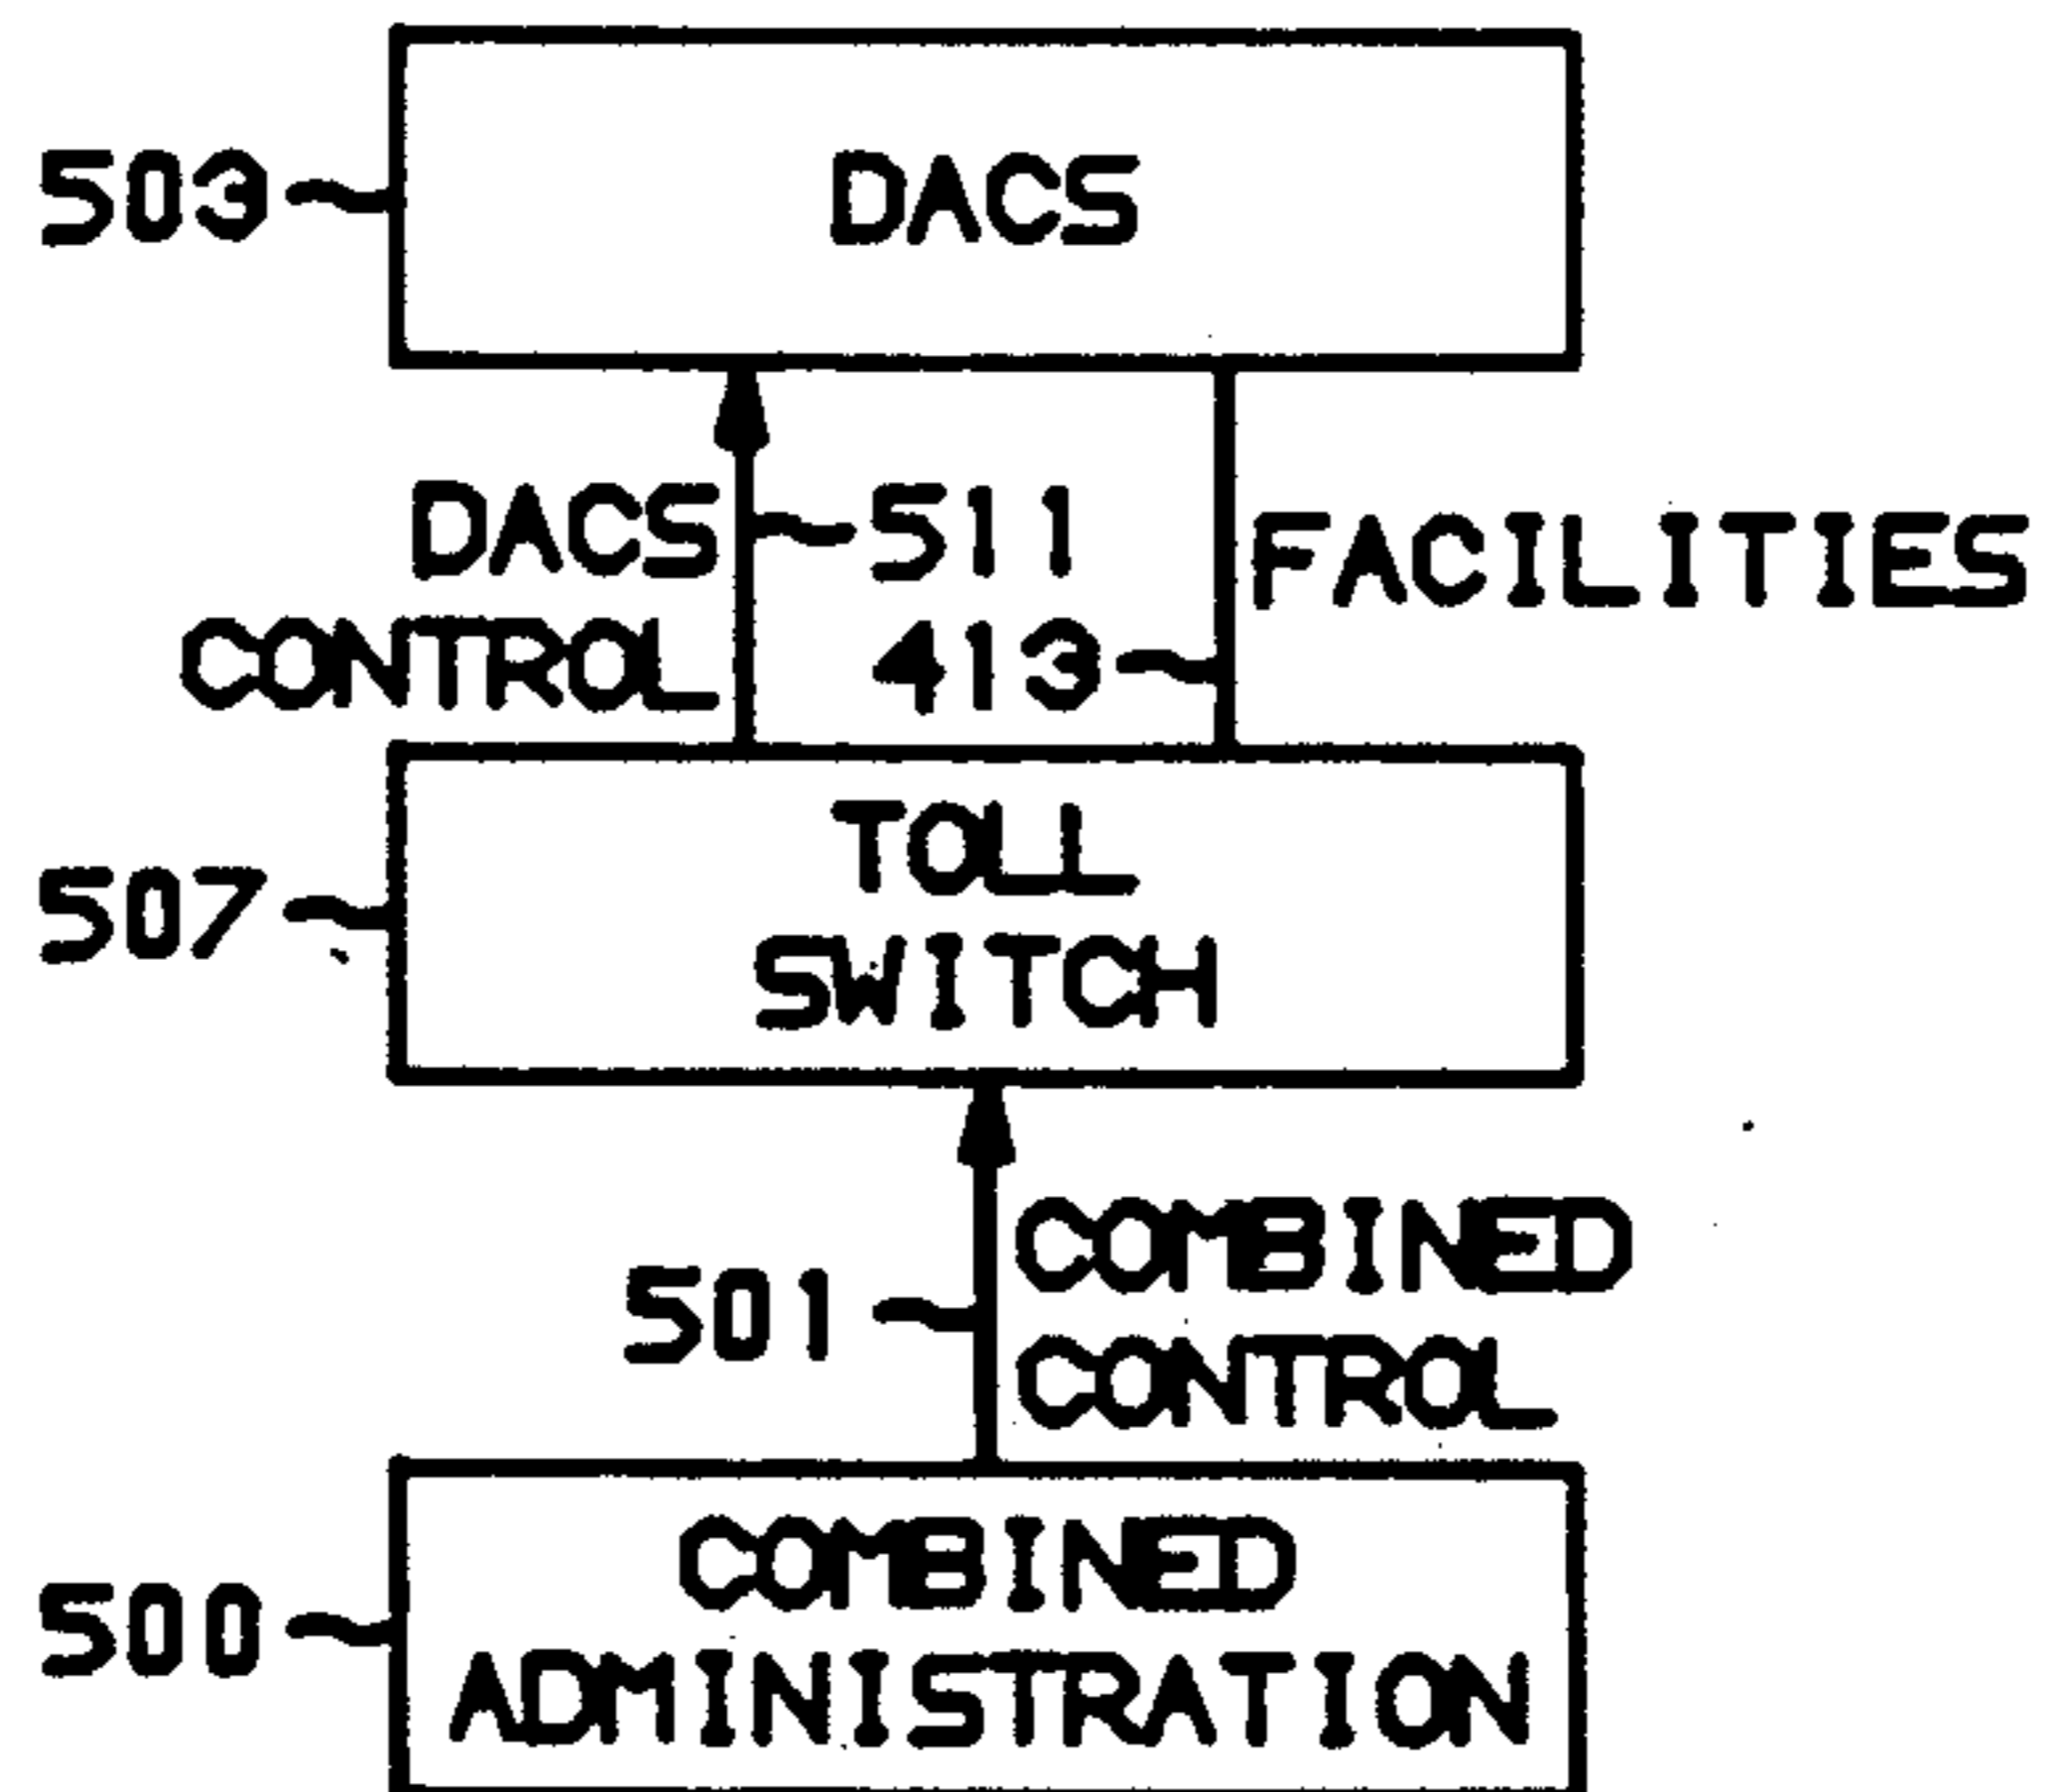 503
DACS
DACS
CONTROL
511
413
FACILITIES
507
TOLL
SWITCH
501
COMBINED
CONTROL
500
COMBINED
ADMINISTRATION